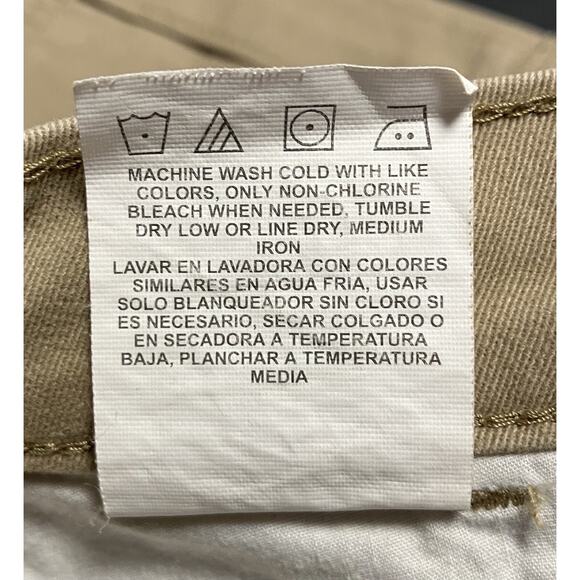 MACHINE WASH COLD WITH LIKE
COLORS, ONLY NON-CHLORINE
BLEACH WHEN NEEDED, TUMBLE
DRY LOW OR LINE DRY, MEDIUM
IRON
LAVAR EN LAVADORA CON COLORES
SIMILARES EN AGUA FRIA, USAR
SOLO BLANQUEADOR SIN CLORO SI
ES NECESARIO, SECAR COLGADO O
EN SECADORA A TEMPERATURA
BAJA, PLANCHAR A TEMPERATURA
MEDIA